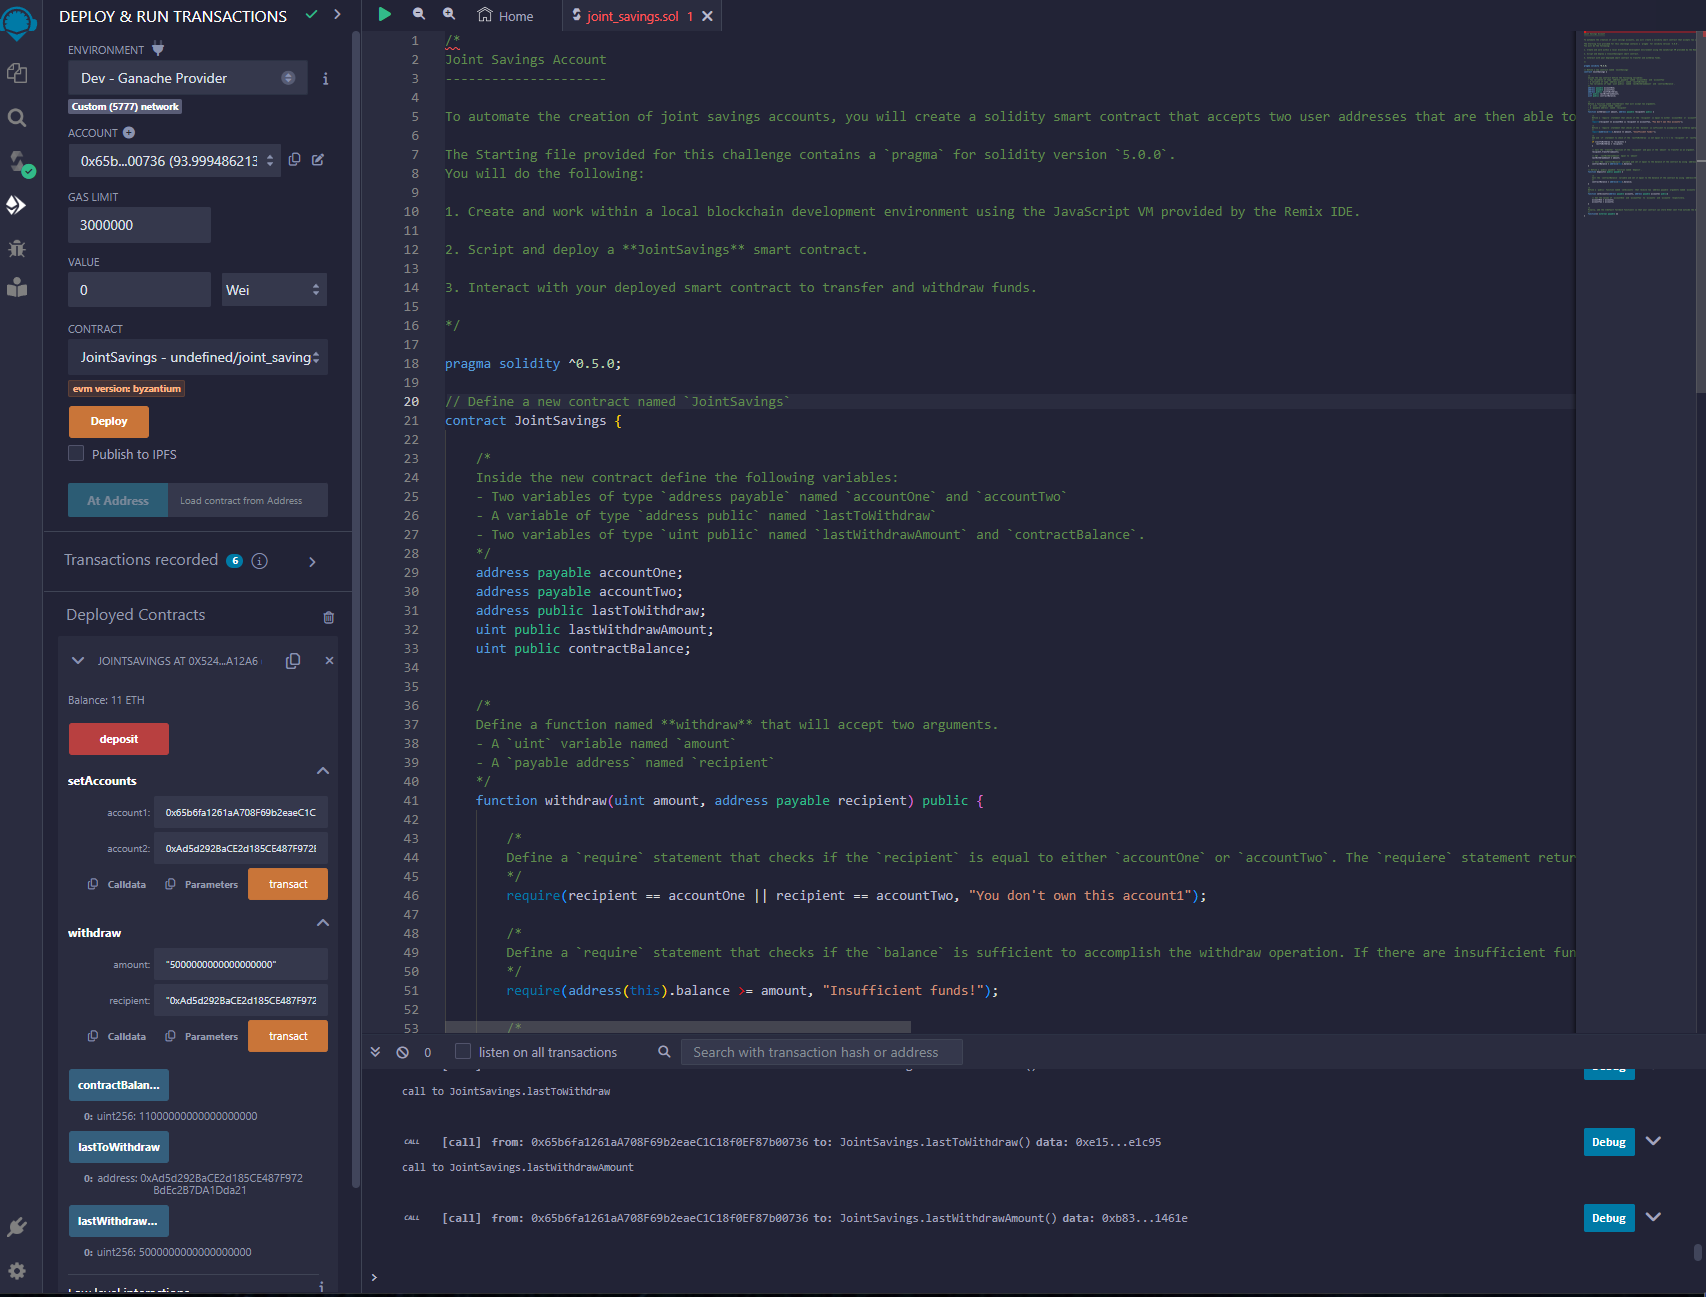 DEPLOY & RUN TRANSACTIONS
ENVIRONMENT
Dev - Ganache Provider
Custom (5777) network
ACCOUNT
0x65b...00736 (93.999486213
GAS LIMIT
3000000
VALUE
0
Wei
CONTRACT
JointSavings - undefined/joint_saving
evm version: byzantium
Deploy
Publish to IPFS
At Address
Load contract from Address
Transactions recorded 6
Deployed Contracts
JOINTSAVINGS AT 0X524...A12A6
Balance: 11 ETH
deposit
setAccounts
account1: 0x65b6fa1261aA708F69b2eaeC1C
account2: 0xAd5d292BaCE2d185CE487F972
Calldata Parameters transact
withdraw
amount: "5000000000000000000"
recipient: "0xAd5d292BaCE2d185CE487F972
Calldata Parameters transact
contractBalan...
0: uint256: 11000000000000000000
lastToWithdraw
0: address: 0xAd5d292BaCE2d185CE487F972
BdEc2B7DA1Dda21
lastWithdraw...
0: uint256: 5000000000000000000
Low level interactions
Home
joint_savings.sol 1
1 /*
2 Joint Savings Account
3 ---------------------
4
5 To automate the creation of joint savings accounts, you will create a solidity smart contract that accepts two user addresses that are then able to
6
7 The Starting file provided for this challenge contains a `pragma` for solidity version `5.0.0`.
8 You will do the following:
9
10 1. Create and work within a local blockchain development environment using the JavaScript VM provided by the Remix IDE.
11
12 2. Script and deploy a **JointSavings** smart contract.
13
14 3. Interact with your deployed smart contract to transfer and withdraw funds.
15
16 */
17
18 pragma solidity ^0.5.0;
19
20 // Define a new contract named `JointSavings`
21 contract JointSavings {
22
23 /*
24 Inside the new contract define the following variables:
25 - Two variables of type `address payable` named `accountOne` and `accountTwo`
26 - A variable of type `address public` named `lastToWithdraw`
27 - Two variables of type `uint public` named `lastWithdrawAmount` and `contractBalance`.
28 */
29 address payable accountOne;
30 address payable accountTwo;
31 address public lastToWithdraw;
32 uint public lastWithdrawAmount;
33 uint public contractBalance;
34
35
36 /*
37 Define a function named **withdraw** that will accept two arguments.
38 - A `uint` variable named `amount`
39 - A `payable address` named `recipient`
40 */
41 function withdraw(uint amount, address payable recipient) public {
42
43 /*
44 Define a `require` statement that checks if the `recipient` is equal to either `accountOne` or `accountTwo`. The `requiere` statement retur
45 */
46 require(recipient == accountOne || recipient == accountTwo, "You don't own this account1");
47
48 /*
49 Define a `require` statement that checks if the `balance` is sufficient to accomplish the withdraw operation. If there are insufficient fun
50 */
51 require(address(this).balance >= amount, "Insufficient funds!");
52
53 /*
0
listen on all transactions
Search with transaction hash or address
Debug
call to JointSavings.lastToWithdraw
CALL [call] from: 0x65b6fa1261aA708F69b2eaeC1C18f0EF87b00736 to: JointSavings.lastToWithdraw() data: 0xe15...e1c95
Debug
call to JointSavings.lastWithdrawAmount
CALL [call] from: 0x65b6fa1261aA708F69b2eaeC1C18f0EF87b00736 to: JointSavings.lastWithdrawAmount() data: 0xb83...1461e
Debug
>